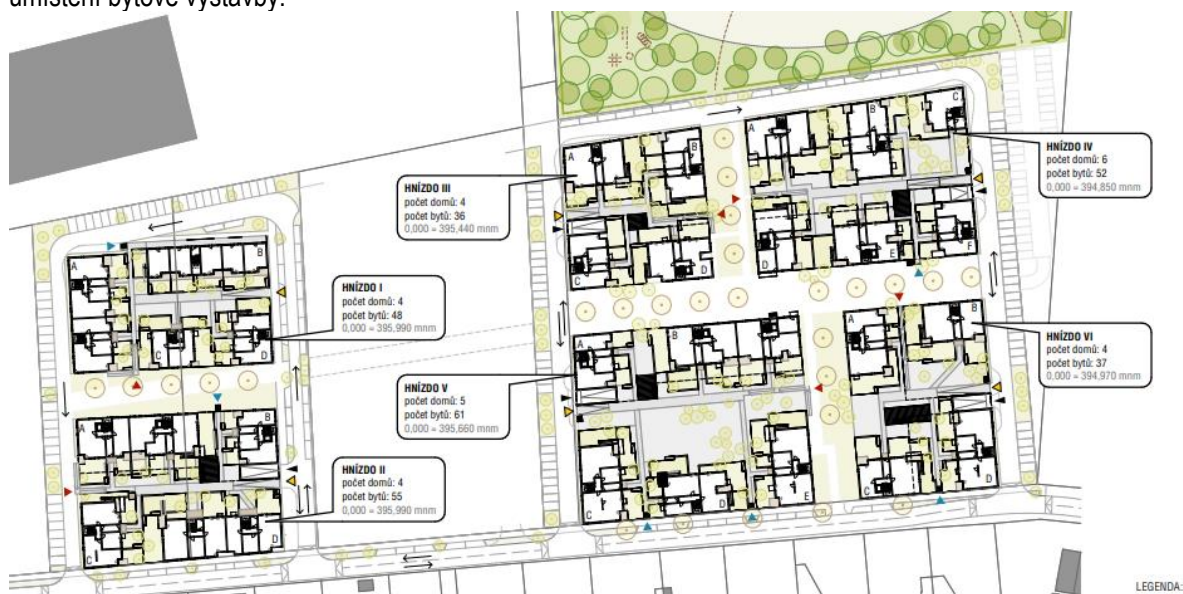 umístění bytové výstavby.
HNÍZDO IV
počet domů: 6
počet bytů: 52
0,000 = 394,850 mnm
HNÍZDO III
počet domů: 4
počet bytů: 36
0,000 = 395,440 mnm
HNÍZDO I
počet domů: 4
počet bytů: 48
0,000 = 395,990 mnm
HNÍZDO VI
počet domů: 4
počet bytů: 37
0,000 = 394,970 mnm
HNÍZDO V
počet domů: 5
počet bytů: 61
0,000 = 395,660 mnm
HNÍZDO II
počet domů: 4
počet bytů: 55
0,000 = 395,990 mnm
A
B
C
D
A
B
C
D
A
B
C
D
A
B
C
D
E
F
A
B
C
D
E
A
B
C
D
LEGENDA: